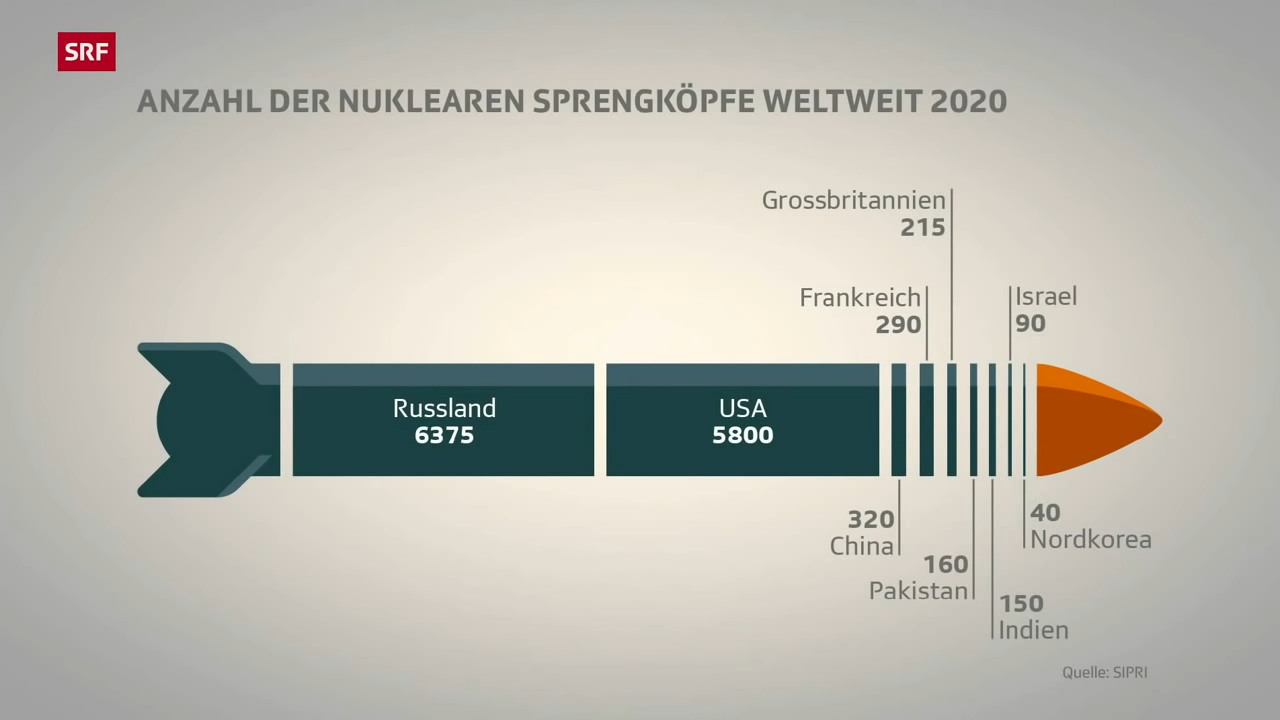 SRF
ANZAHL DER NUKLEAREN SPRENGKÖPFE WELTWEIT 2020
Grossbritannien
215
Frankreich
290
Israel
90
Russland
6375
USA
5800
320
China
160
Pakistan
150
Indien
40
Nordkorea
Quelle: SIPRI